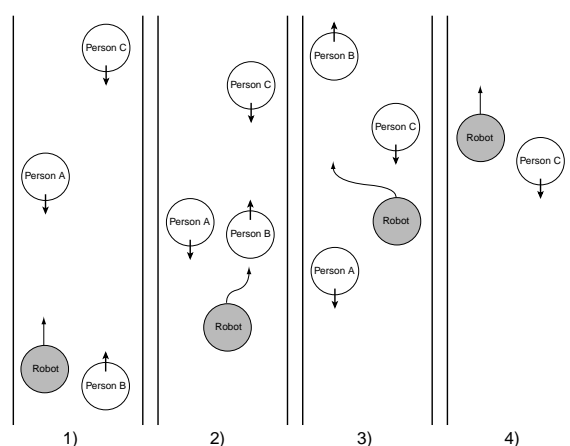 Person C
Person A
Robot
Person B
1)
Person C
Person A
Person B
Robot
2)
Person B
Person C
Robot
Person A
3)
Robot
Person C
4)